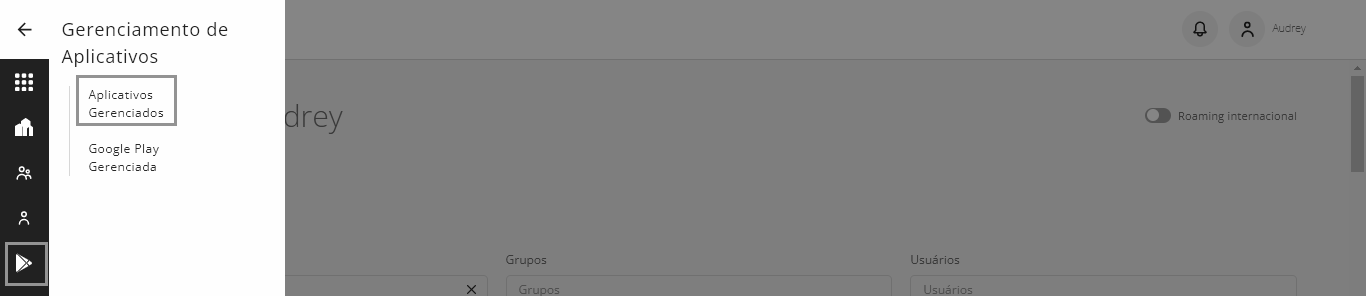 Gerenciamento de
Aplicativos
Aplicativos
Gerenciados
Google Play
Gerenciada
Audrey
drey
Roaming internacional
Grupos
Usuários
Grupos
Usuários